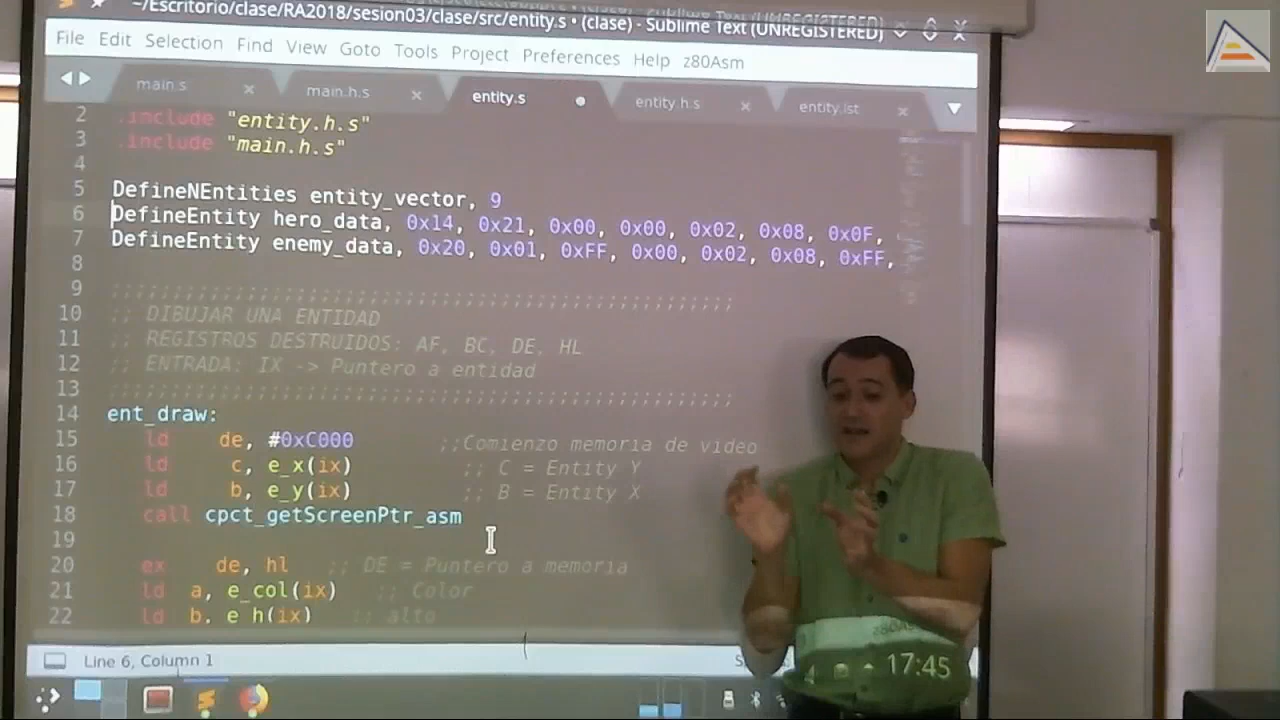 ~/Escritorio/clase/RA2018/sesion03/clase/src/entity.s • (clase) - Sublime Text (UNREGISTERED)
File Edit Selection Find View Goto Tools Project Preferences Help z80Asm
main.s main.h.s entity.s entity.h.s entity.lst
2 .include "entity.h.s"
3 .include "main.h.s"
4
5 DefineNEntities entity_vector, 9
6 DefineEntity hero_data, 0x14, 0x21, 0x00, 0x00, 0x02, 0x08, 0x0F,
7 DefineEntity enemy_data, 0x20, 0x01, 0xFF, 0x00, 0x02, 0x08, 0xFF,
8
9 ;;;;;;;;;;;;;;;;;;;;;;;;;;;;;;;;;;;;;;;;;;;;;;;;;;;;;
10 ;; DIBUJAR UNA ENTIDAD
11 ;; REGISTROS DESTRUIDOS: AF, BC, DE, HL
12 ;; ENTRADA: IX -> Puntero a entidad
13 ;;;;;;;;;;;;;;;;;;;;;;;;;;;;;;;;;;;;;;;;;;;;;;;;;;;;;
14 ent_draw:
15 ld de, #0xC000 ;;Comienzo memoria de video
16 ld c, e_x(ix) ;; C = Entity Y
17 ld b, e_y(ix) ;; B = Entity X
18 call cpct_getScreenPtr_asm
19
20 ex de, hl ;; DE = Puntero a memoria
21 ld a, e_col(ix) ;; Color
22 ld b, e_h(ix) ;; alto
Line 6, Column 1
17:45